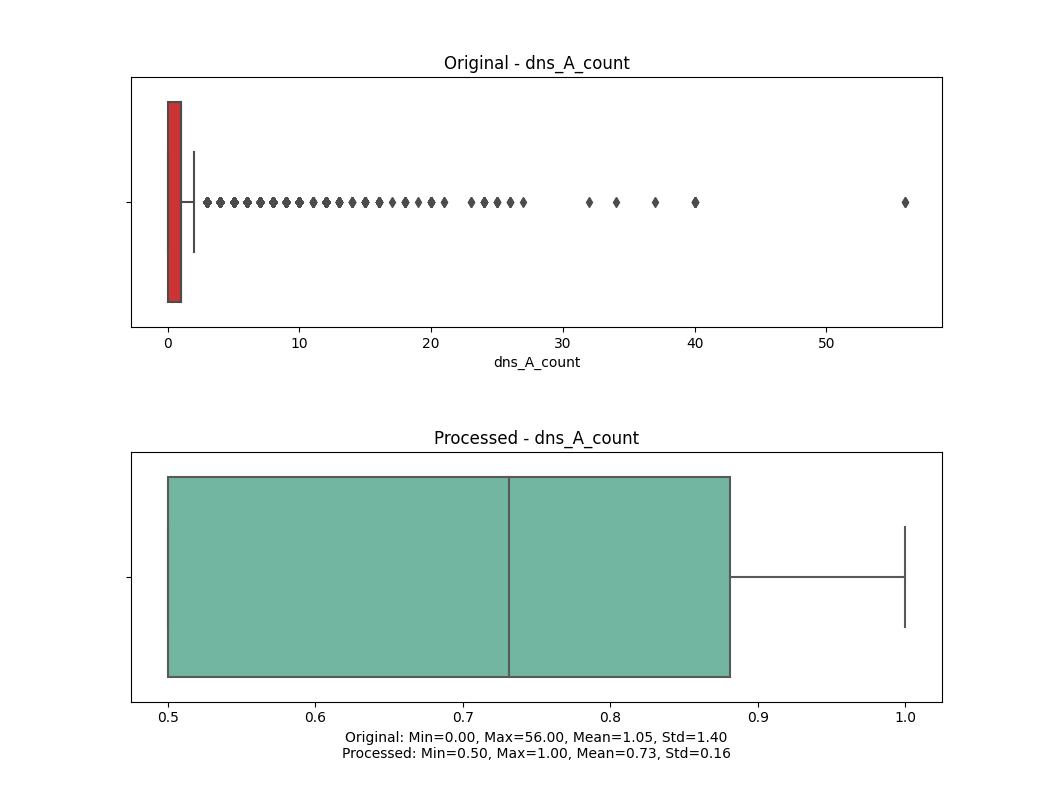 Original - dns_A_count
0 10 20 30 40 50
dns_A_count
Processed - dns_A_count
0.5 0.6 0.7 0.8 0.9 1.0
Original: Min=0.00, Max=56.00, Mean=1.05, Std=1.40
Processed: Min=0.50, Max=1.00, Mean=0.73, Std=0.16